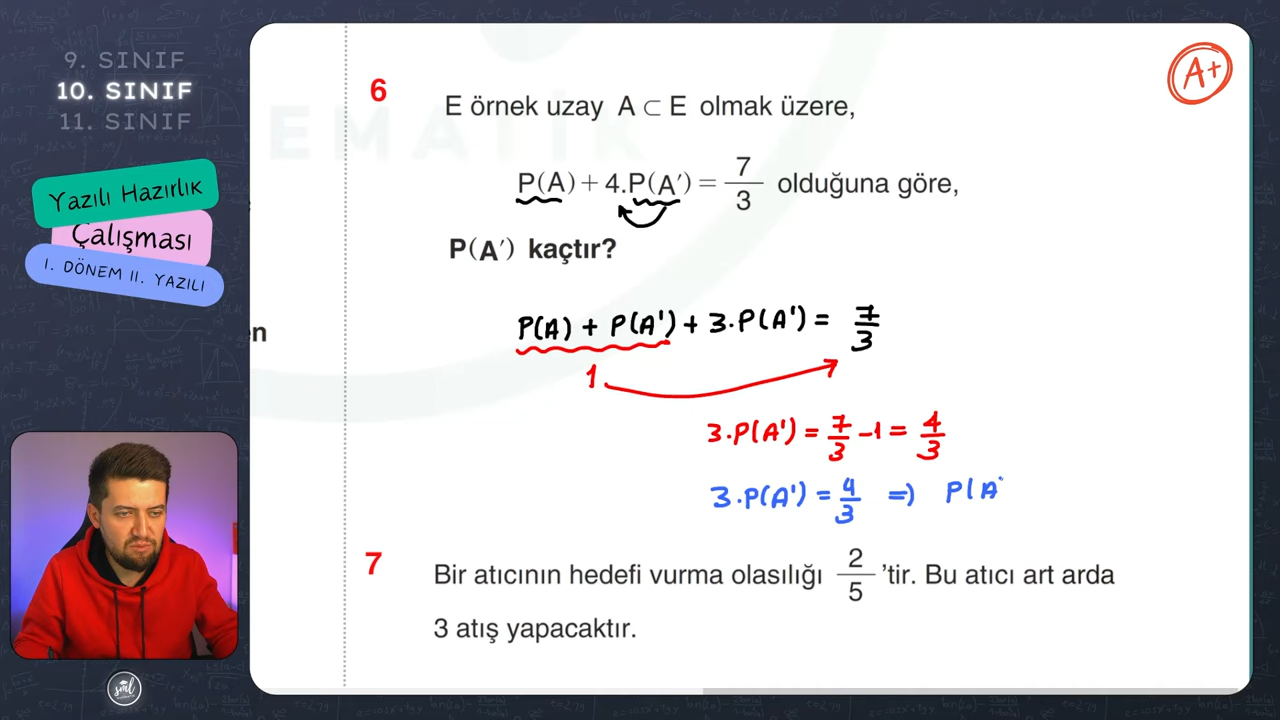 9. SINIF
10. SINIF
11. SINIF
Yazılı Hazırlık
Çalışması
I. DÖNEM II. YAZILI
en
A+
6
E örnek uzay A ⊂ E olmak üzere,
P(A) + 4.P(A′) = 7/3 olduğuna göre,
P(A′) kaçtır?
P(A) + P(A') + 3.P(A') = 7/3
1
3.P(A') = 7/3 - 1 = 4/3
3.P(A') = 4/3 => P(A'
7
Bir atıcının hedefi vurma olasılığı 2/5 'tir. Bu atıcı art arda
3 atış yapacaktır.
sml